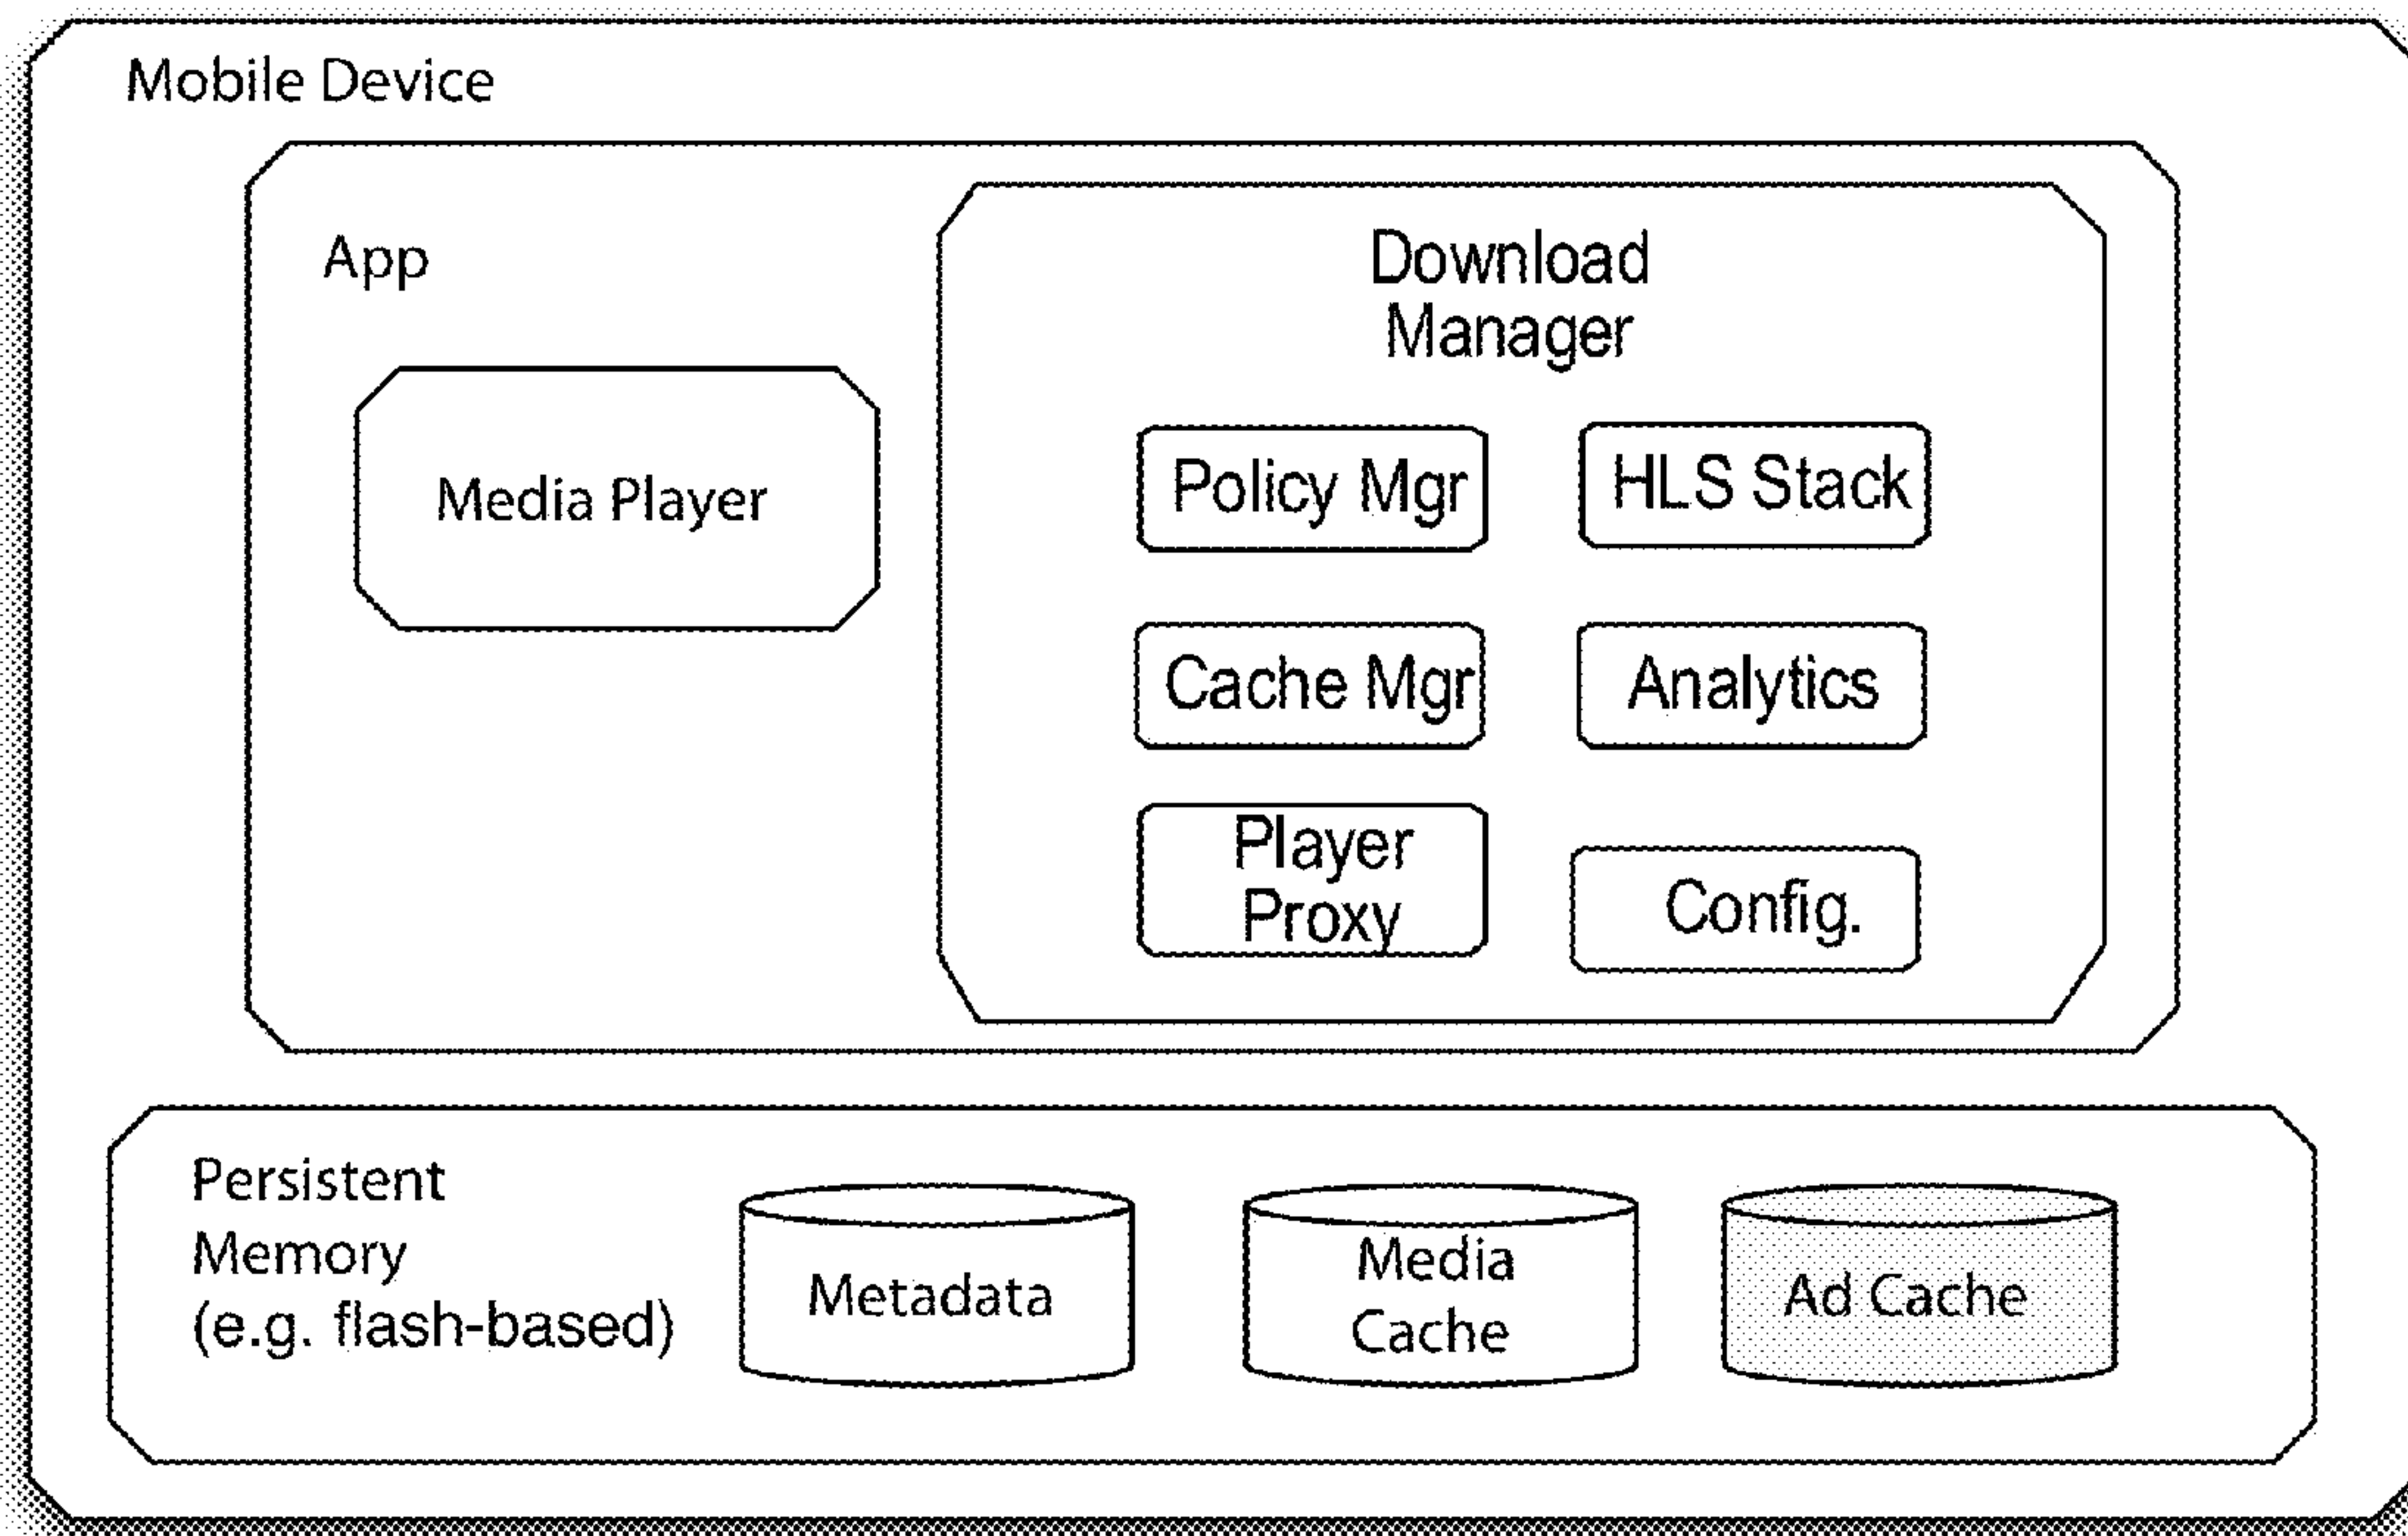 Mobile Device
App
Download
Manager
Media Player
Policy Mgr
HLS Stack
Cache Mgr
Analytics
Player
Proxy
Config.
Persistent
Memory
(e.g. flash-based)
Metadata
Media
Cache
Ad Cache